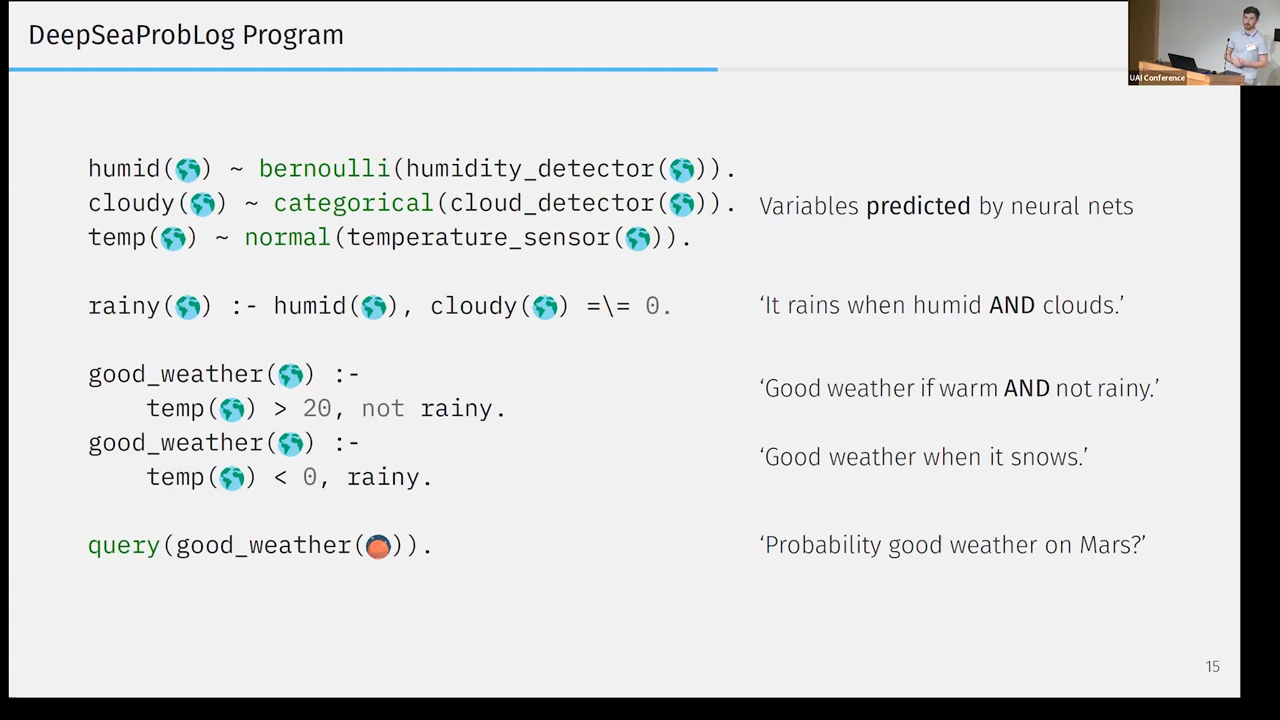 DeepSeaProbLog Program
UAI Conference
humid(🌎) ~ bernoulli(humidity_detector(🌎)).
cloudy(🌎) ~ categorical(cloud_detector(🌎)).
Variables predicted by neural nets
temp(🌎) ~ normal(temperature_sensor(🌎)).
rainy(🌎) :- humid(🌎), cloudy(🌎) =\= 0.
‘It rains when humid AND clouds.’
good_weather(🌎) :-
temp(🌎) > 20, not rainy.
‘Good weather if warm AND not rainy.’
good_weather(🌎) :-
temp(🌎) < 0, rainy.
‘Good weather when it snows.’
query(good_weather()).
‘Probability good weather on Mars?’
15